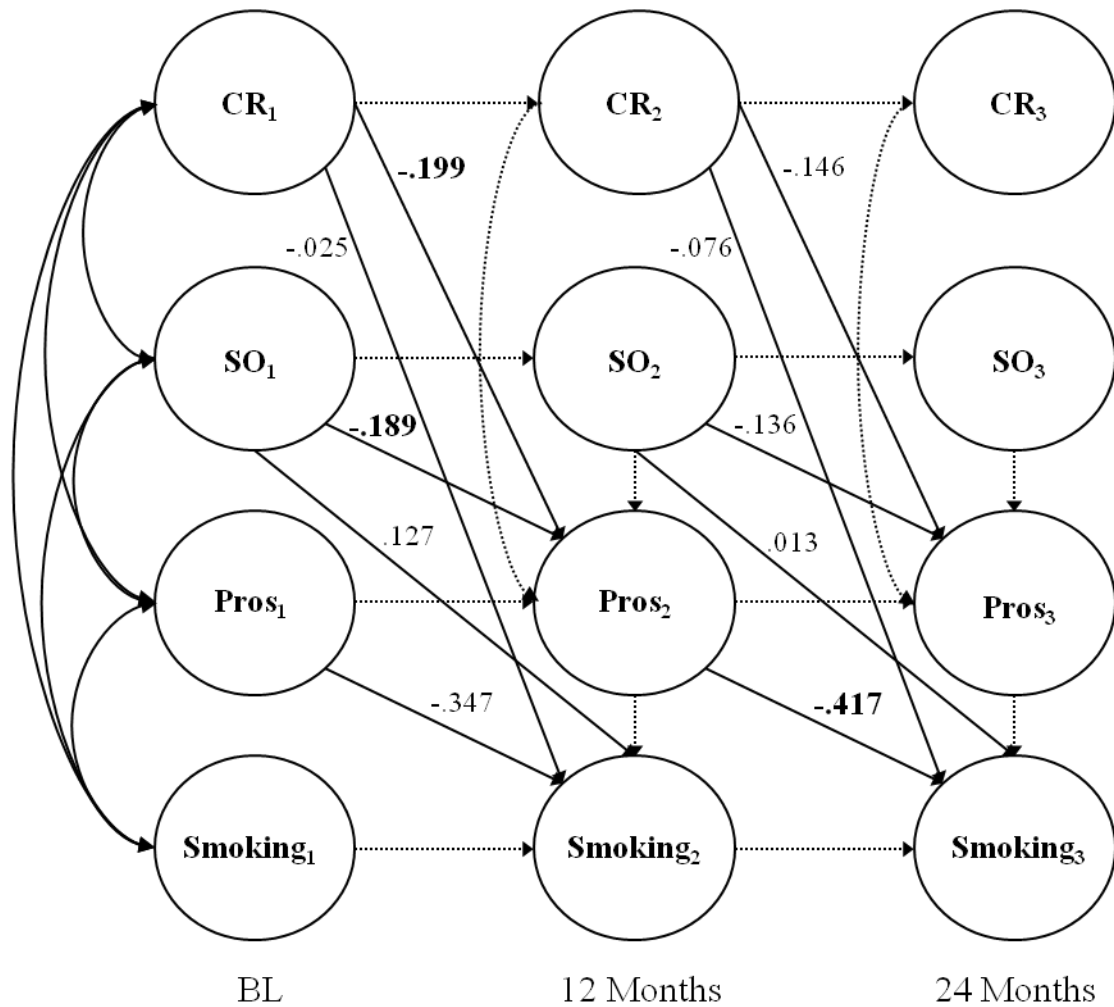 CR₁ CR₂ CR₃
-.199 -.146
-.025 -.076
SO₁ SO₂ SO₃
-.189 -.136
.127 .013
Pros₁ Pros₂ Pros₃
-.347 -.417
Smoking₁ Smoking₂ Smoking₃
BL 12 Months 24 Months